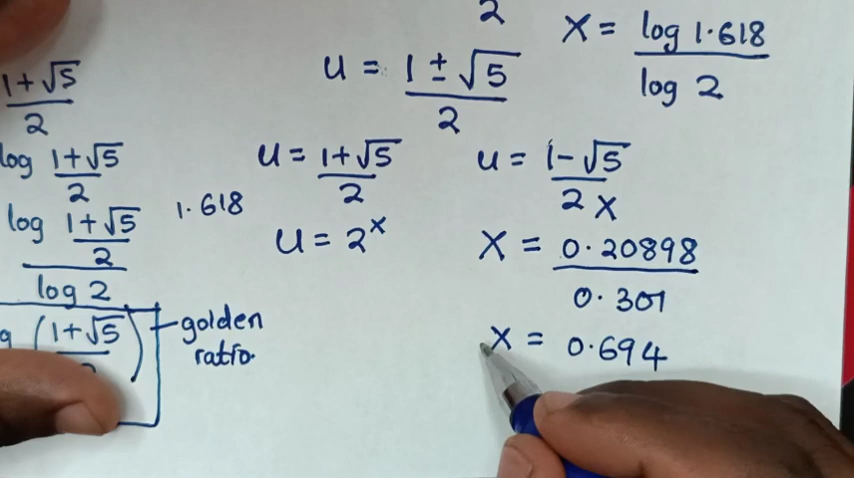 2
x = log 1.618
log 2
u = 1 ± √5
2
1+√5
2
log 1+√5
2
u = 1+√5
2
u = 1-√5
2 x
log 1+√5
2
log 2
1.618
u = 2^x
x = 0.20898
0.301
(1+√5)
golden
ratio.
x = 0.694